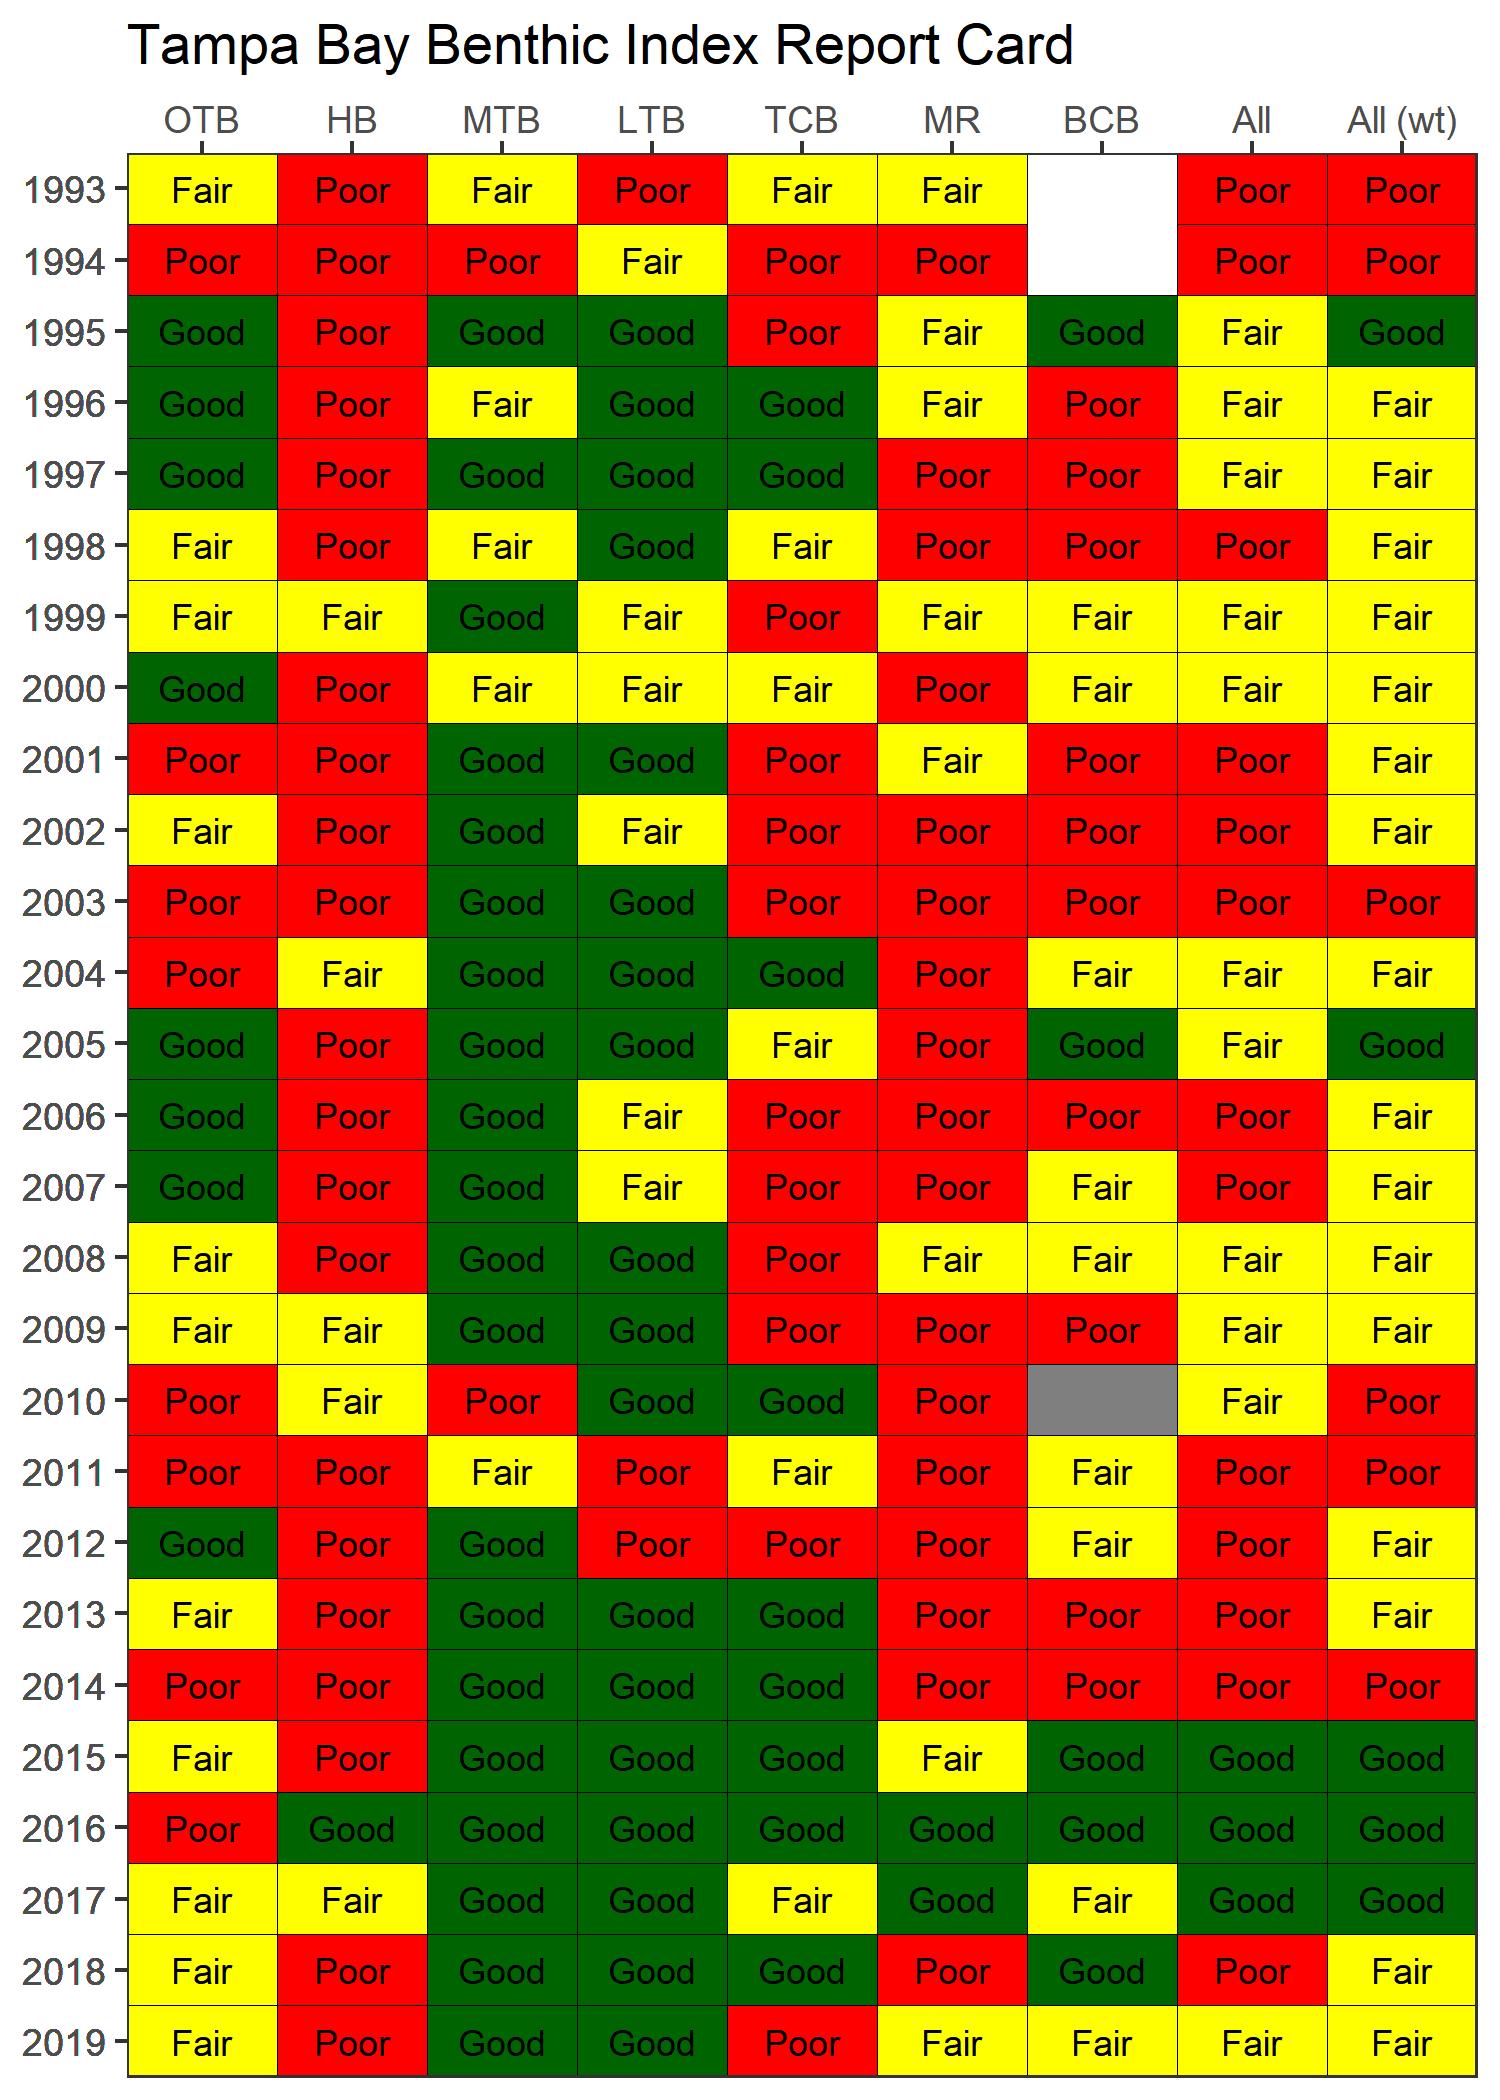 Tampa Bay Benthic Index Report Card
OTB HB MTB LTB TCB MR BCB All All (wt)
1993 Fair Poor Fair Poor Fair Fair Poor Poor
1994 Poor Poor Poor Fair Poor Poor Poor Poor
1995 Good Poor Good Good Poor Fair Good Fair Good
1996 Good Poor Fair Good Good Fair Poor Fair Fair
1997 Good Poor Good Good Good Poor Poor Fair Fair
1998 Fair Poor Fair Good Fair Poor Poor Poor Fair
1999 Fair Fair Good Fair Poor Fair Fair Fair Fair
2000 Good Poor Fair Fair Fair Poor Fair Fair Fair
2001 Poor Poor Good Good Poor Fair Poor Poor Fair
2002 Fair Poor Good Fair Poor Poor Poor Poor Fair
2003 Poor Poor Good Good Poor Poor Poor Poor Poor
2004 Poor Fair Good Good Good Poor Fair Fair Fair
2005 Good Poor Good Good Fair Poor Good Fair Good
2006 Good Poor Good Fair Poor Poor Poor Poor Fair
2007 Good Poor Good Fair Poor Poor Fair Poor Fair
2008 Fair Poor Good Good Poor Fair Fair Fair Fair
2009 Fair Fair Good Good Poor Poor Poor Fair Fair
2010 Poor Fair Poor Good Good Poor Fair Poor
2011 Poor Poor Fair Poor Fair Poor Fair Poor Poor
2012 Good Poor Good Poor Poor Poor Fair Poor Fair
2013 Fair Poor Good Good Good Poor Poor Poor Fair
2014 Poor Poor Good Good Good Poor Poor Poor Poor
2015 Fair Poor Good Good Good Fair Good Good Good
2016 Poor Good Good Good Good Good Good Good Good
2017 Fair Fair Good Good Fair Good Fair Good Good
2018 Fair Poor Good Good Good Poor Good Poor Fair
2019 Fair Poor Good Good Poor Fair Fair Fair Fair